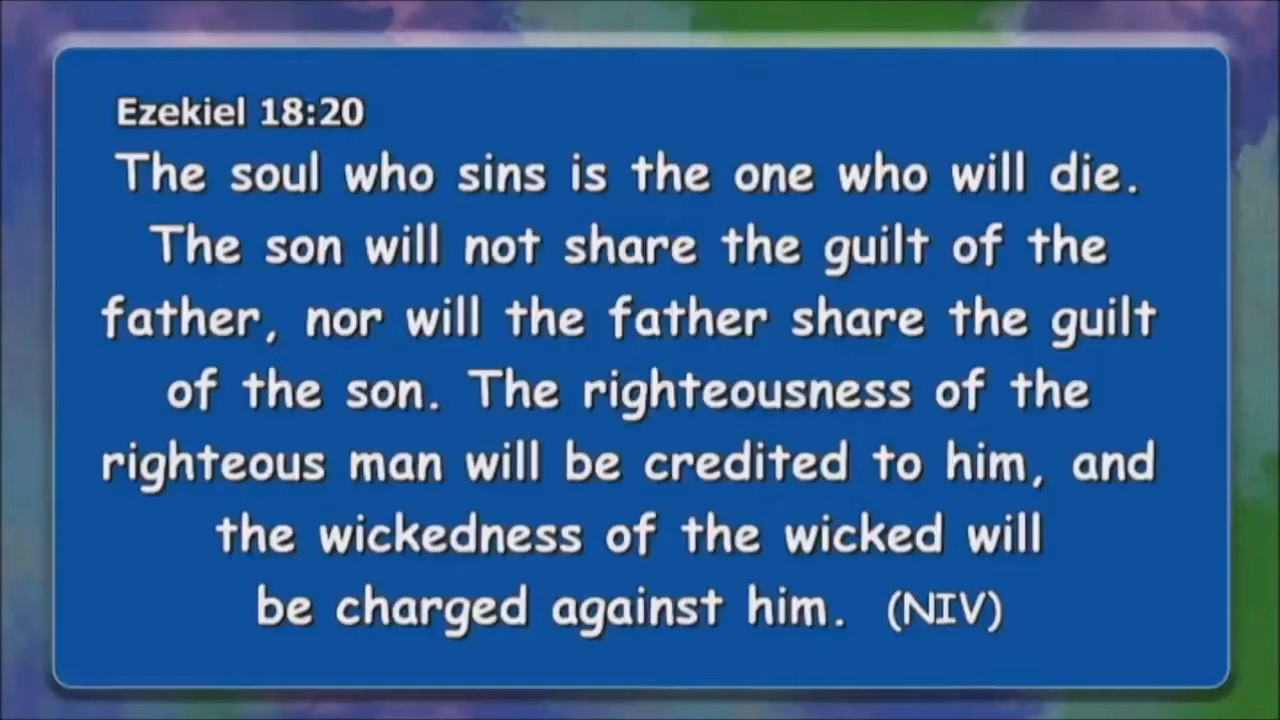 Ezekiel 18:20
The soul who sins is the one who will die.
The son will not share the guilt of the
father, nor will the father share the guilt
of the son. The righteousness of the
righteous man will be credited to him, and
the wickedness of the wicked will
be charged against him. (NIV)